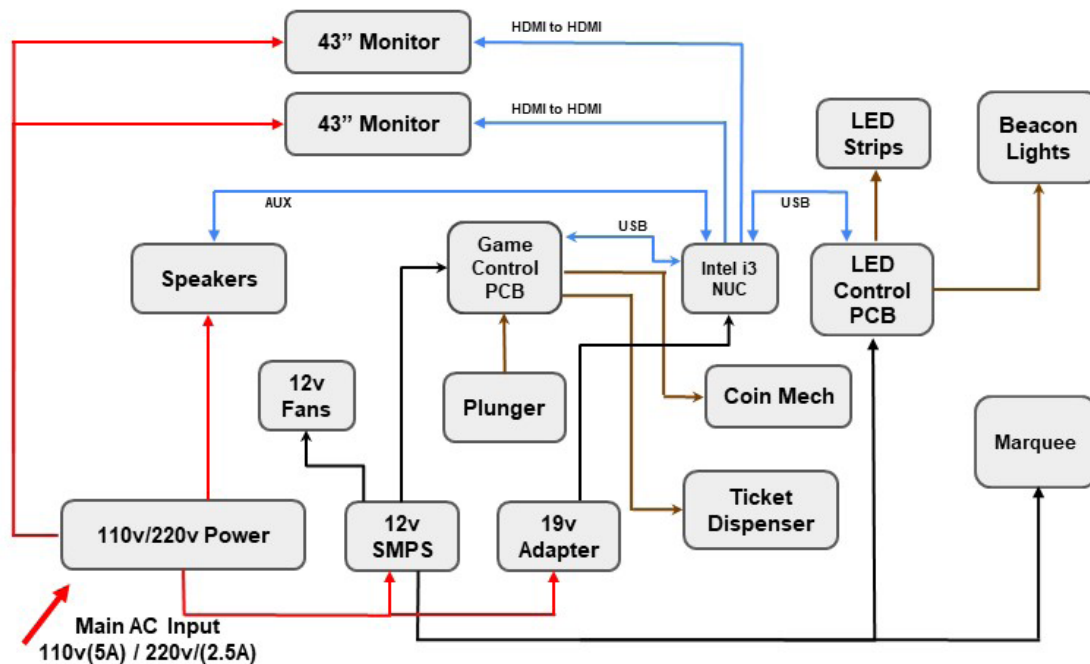 43” Monitor
HDMI to HDMI
43” Monitor
HDMI to HDMI
LED
Strips
Beacon
Lights
AUX
USB
USB
Speakers
Game
Control
PCB
Intel i3
NUC
LED
Control
PCB
12v
Fans
Plunger
Coin Mech
Marquee
110v/220v Power
12v
SMPS
19v
Adapter
Ticket
Dispenser
Main AC Input
110v(5A) / 220v/(2.5A)